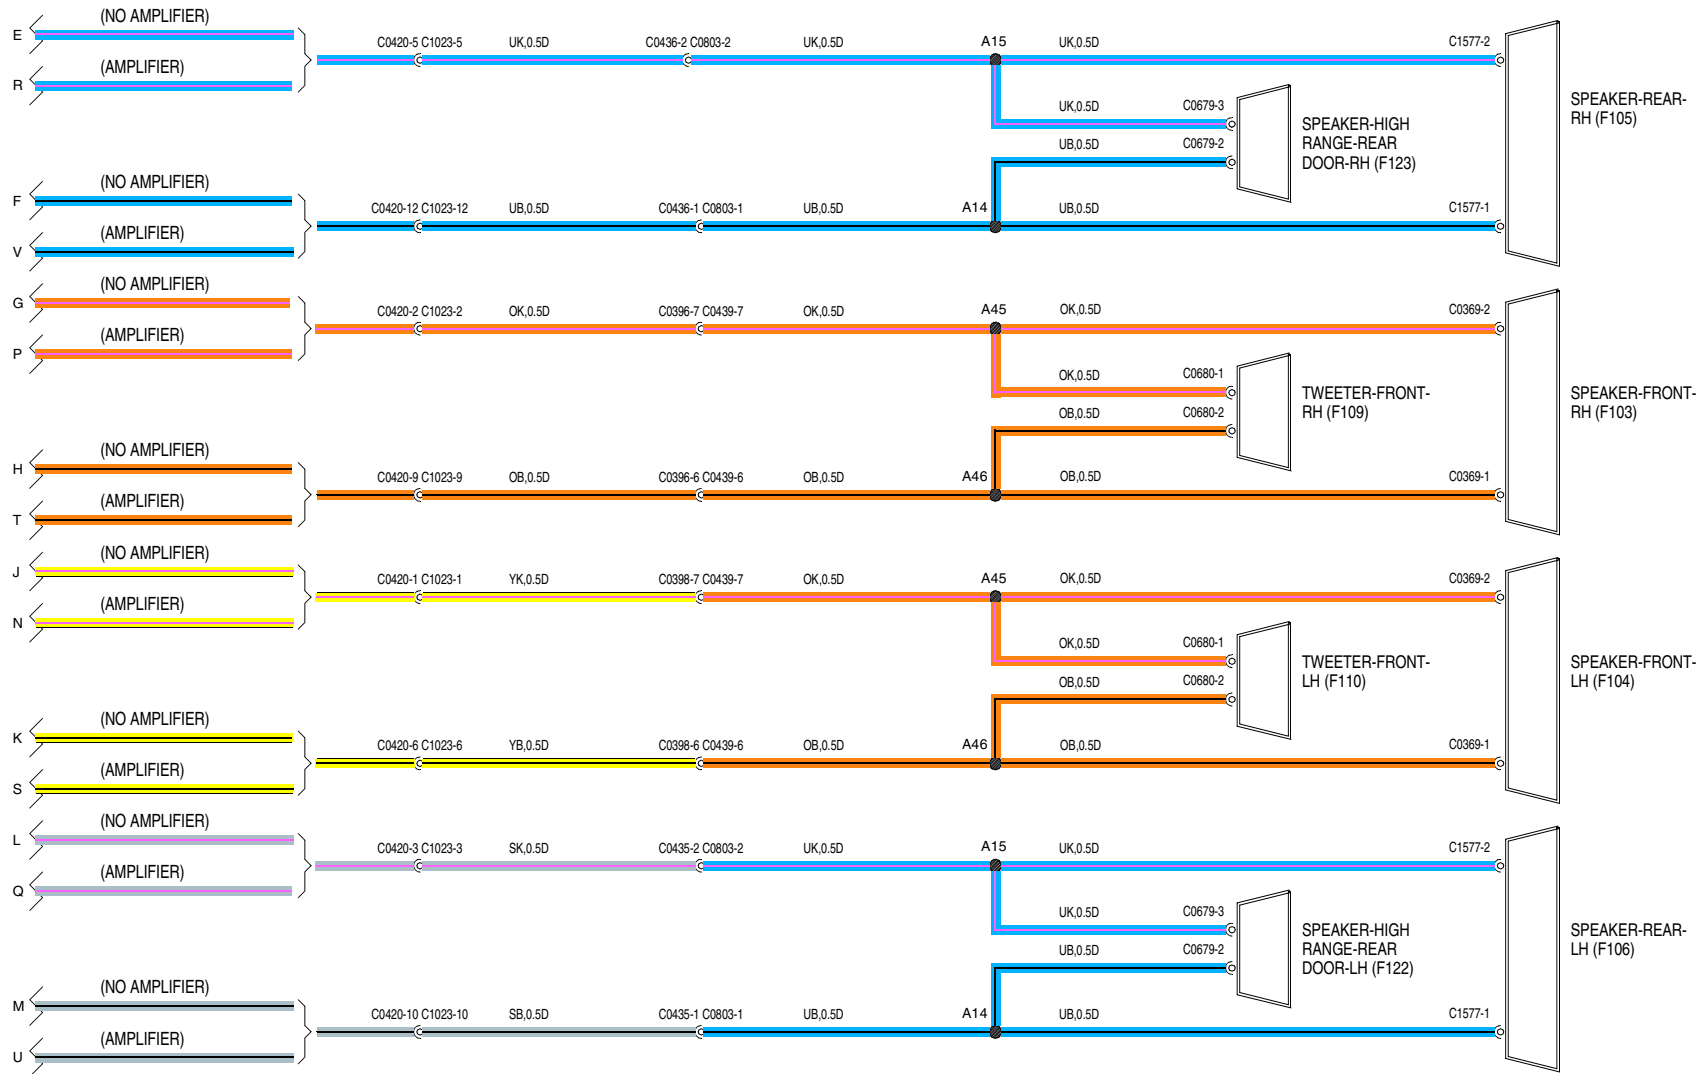 (NO AMPLIFIER)
E
C0420-5 C1023-5 UK,0.5D C0436-2 C0803-2 UK,0.5D A15 UK,0.5D C1577-2
(AMPLIFIER)
R
UK,0.5D C0679-3
UB,0.5D C0679-2
SPEAKER-HIGH
RANGE-REAR
DOOR-RH (F123)
SPEAKER-REAR-
RH (F105)
(NO AMPLIFIER)
F
C0420-12 C1023-12 UB,0.5D C0436-1 C0803-1 UB,0.5D A14 UB,0.5D C1577-1
(AMPLIFIER)
V
(NO AMPLIFIER)
G
C0420-2 C1023-2 OK,0.5D C0396-7 C0439-7 OK,0.5D A45 OK,0.5D C0369-2
(AMPLIFIER)
P
OK,0.5D C0680-1
OB,0.5D C0680-2
TWEETER-FRONT-
RH (F109)
SPEAKER-FRONT-
RH (F103)
(NO AMPLIFIER)
H
C0420-9 C1023-9 OB,0.5D C0396-6 C0439-6 OB,0.5D A46 OB,0.5D C0369-1
(AMPLIFIER)
T
(NO AMPLIFIER)
J
C0420-1 C1023-1 YK,0.5D C0398-7 C0439-7 OK,0.5D A45 OK,0.5D C0369-2
(AMPLIFIER)
N
OK,0.5D C0680-1
OB,0.5D C0680-2
TWEETER-FRONT-
LH (F110)
SPEAKER-FRONT-
LH (F104)
(NO AMPLIFIER)
K
C0420-6 C1023-6 YB,0.5D C0398-6 C0439-6 OB,0.5D A46 OB,0.5D C0369-1
(AMPLIFIER)
S
(NO AMPLIFIER)
L
C0420-3 C1023-3 SK,0.5D C0435-2 C0803-2 UK,0.5D A15 UK,0.5D C1577-2
(AMPLIFIER)
Q
UK,0.5D C0679-3
UB,0.5D C0679-2
SPEAKER-HIGH
RANGE-REAR
DOOR-LH (F122)
SPEAKER-REAR-
LH (F106)
(NO AMPLIFIER)
M
C0420-10 C1023-10 SB,0.5D C0435-1 C0803-1 UB,0.5D A14 UB,0.5D C1577-1
(AMPLIFIER)
U